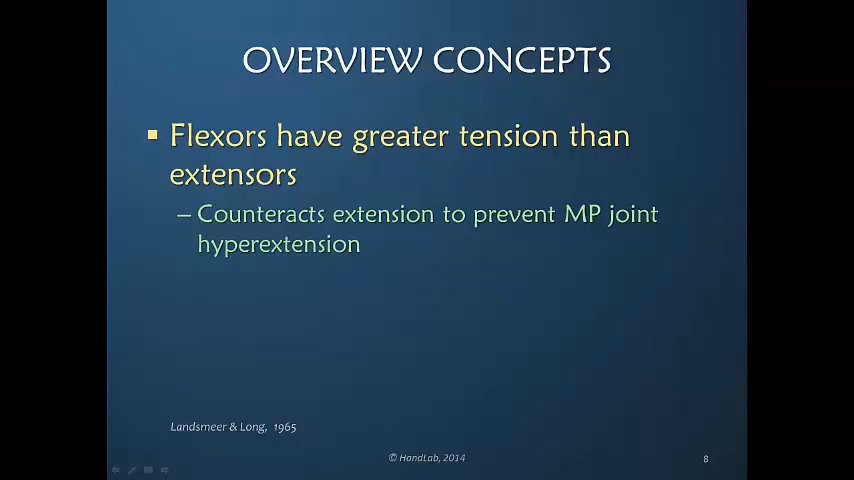 OVERVIEW CONCEPTS
▪ Flexors have greater tension than
extensors
– Counteracts extension to prevent MP joint
hyperextension
Landsmeer & Long, 1965
© HandLab, 2014
8